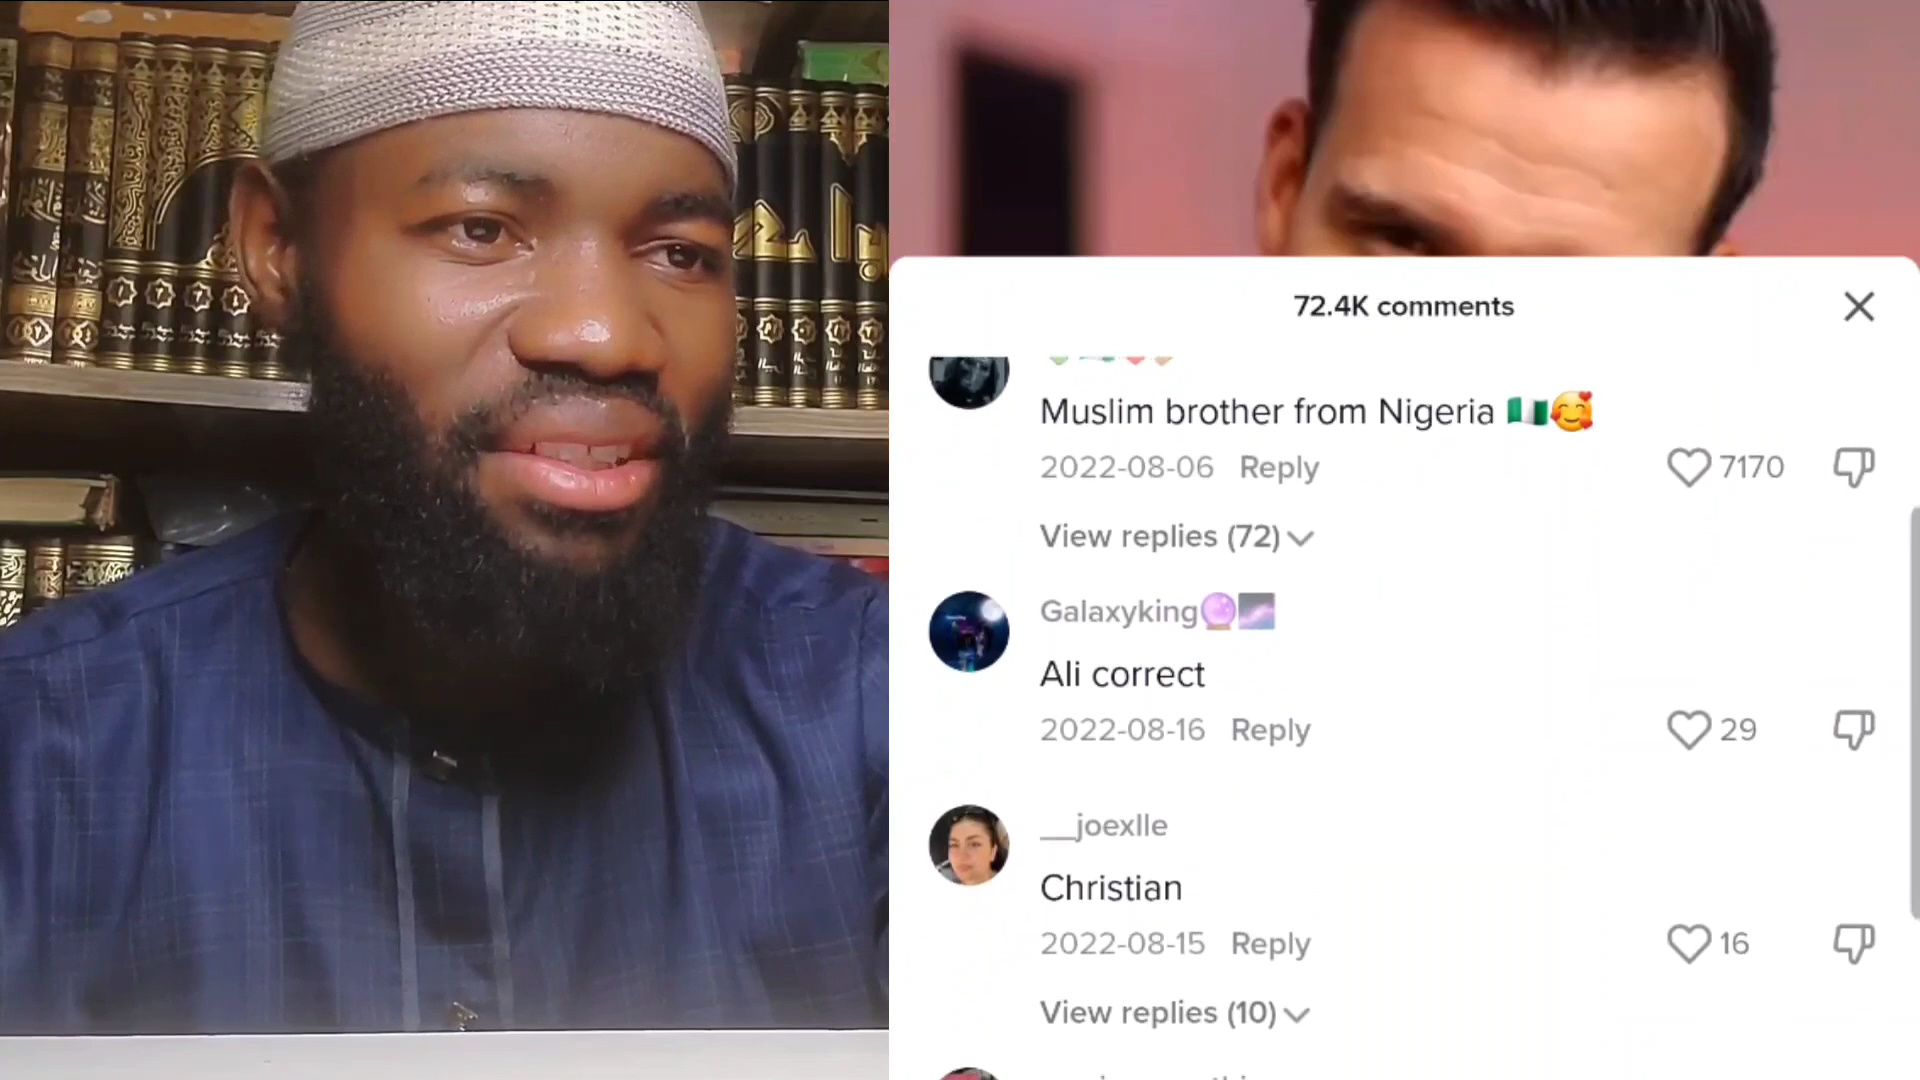 72.4K comments
Muslim brother from Nigeria 🇳🇬🥰
2022-08-06 Reply
7170
View replies (72)
Galaxyking🔮🌌
Ali correct
2022-08-16 Reply
29
__joexlle
Christian
2022-08-15 Reply
16
View replies (10)